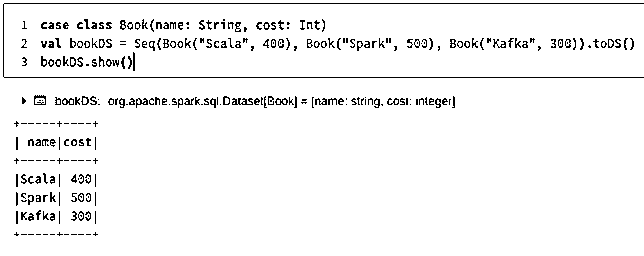 1 case class Book(name: String, cost: Int)
2 val bookDS = Seq(Book("Scala", 400), Book("Spark", 500), Book("Kafka", 300)).toDS()
3 bookDS.show()
bookDS: org.apache.spark.sql.Dataset[Book] = [name: string, cost: integer]
+-----+----+
| name|cost|
+-----+----+
|Scala| 400|
|Spark| 500|
|Kafka| 300|
+-----+----+